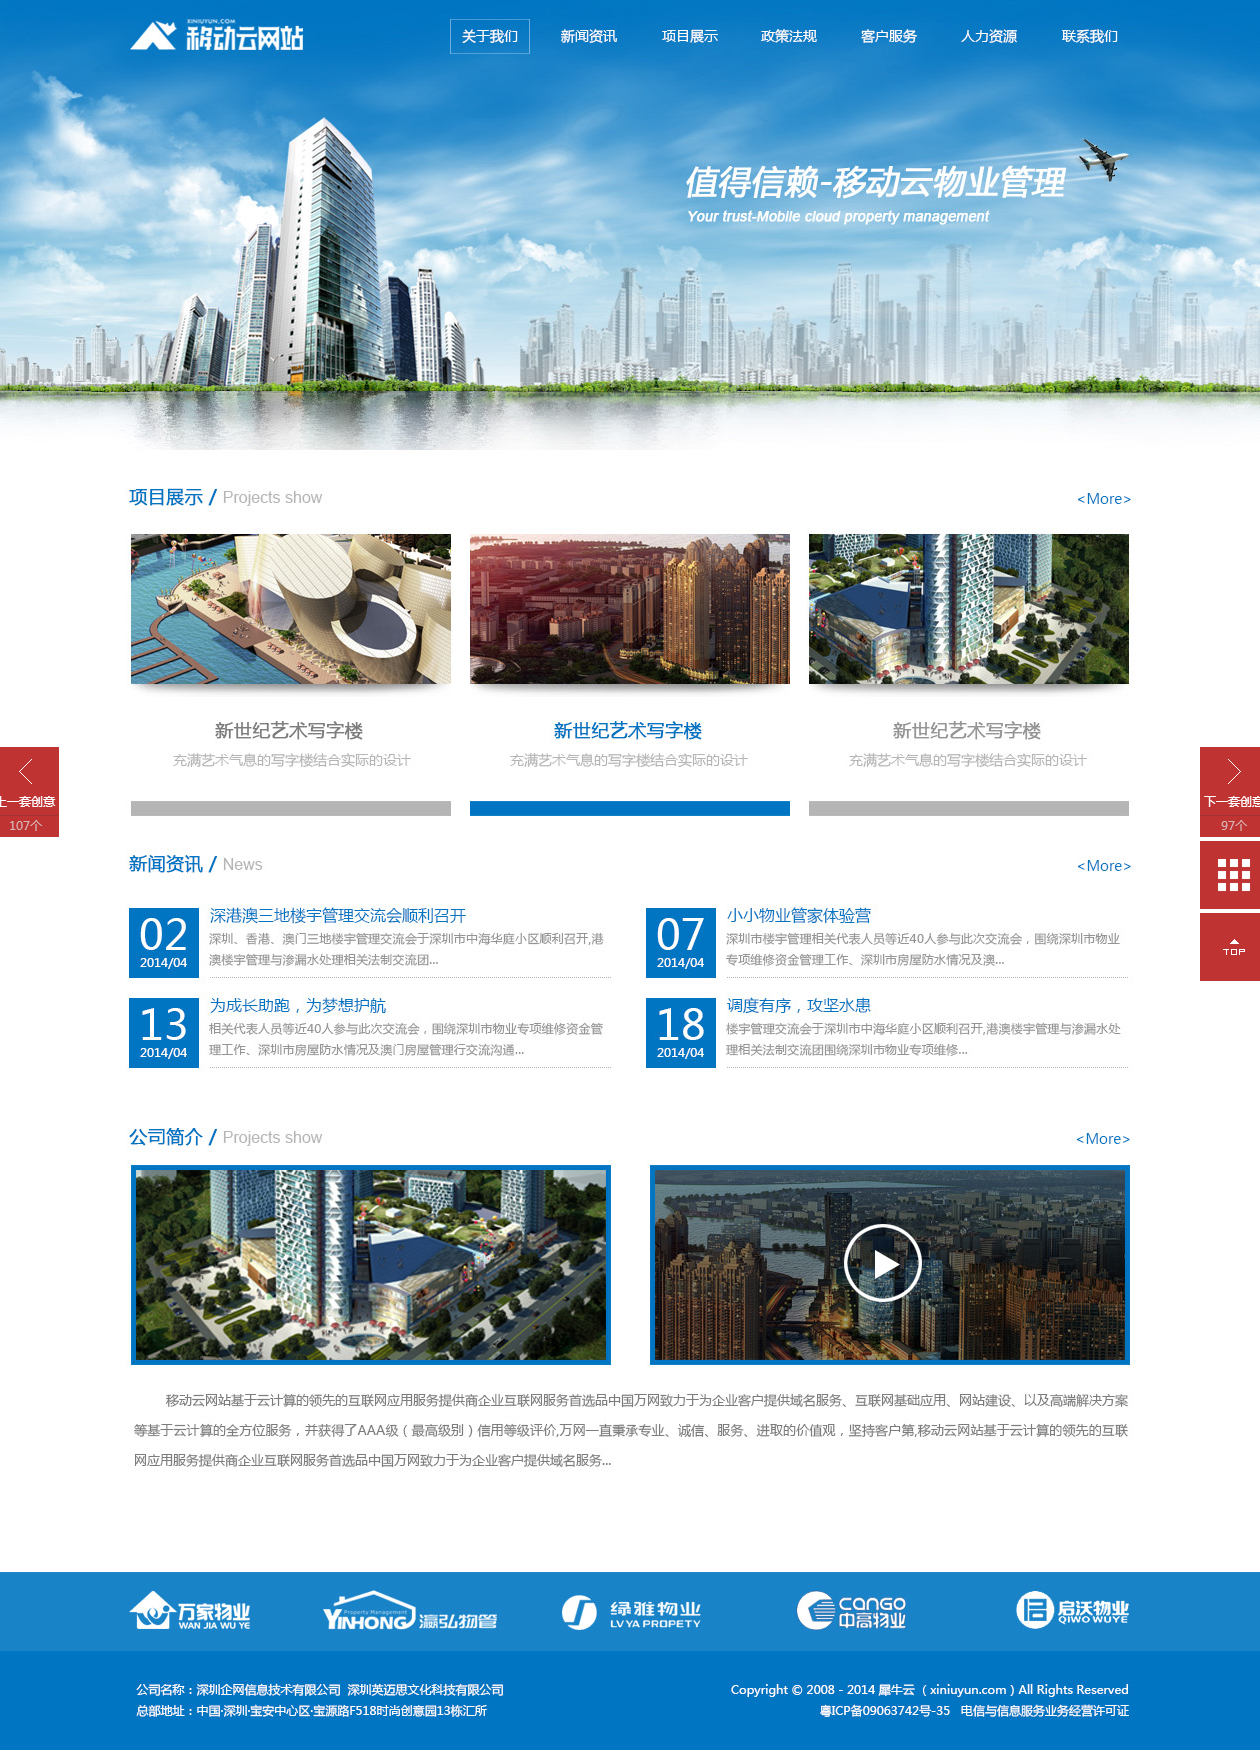 XINIUYUN.COM
移动云网站
关于我们 新闻资讯 项目展示 政策法规 客户服务 人力资源 联系我们
值得信赖-移动云物业管理
Your trust-Mobile cloud property management
项目展示 / Projects show <More>
新世纪艺术写字楼 新世纪艺术写字楼 新世纪艺术写字楼
充满艺术气息的写字楼结合实际的设计 充满艺术气息的写字楼结合实际的设计 充满艺术气息的写字楼结合实际的设计
上一套创意
107个
下一套创意
97个
TOP
新闻资讯 / News <More>
02
2014/04
深港澳三地楼宇管理交流会顺利召开
深圳、香港、澳门三地楼宇管理交流会于深圳市中海华庭小区顺利召开,港
澳楼宇管理与渗漏水处理相关法制交流团...
07
2014/04
小小物业管家体验营
深圳市楼宇管理相关代表人员等近40人参与此次交流会，围绕深圳市物业
专项维修资金管理工作、深圳市房屋防水情况及澳...
13
2014/04
为成长助跑，为梦想护航
相关代表人员等近40人参与此次交流会，围绕深圳市物业专项维修资金管
理工作、深圳市房屋防水情况及澳门房屋管理行交流沟通...
18
2014/04
调度有序，攻坚水患
楼宇管理交流会于深圳市中海华庭小区顺利召开,港澳楼宇管理与渗漏水处
理相关法制交流团围绕深圳市物业专项维修...
公司简介 / Projects show <More>
移动云网站基于云计算的领先的互联网应用服务提供商企业互联网服务首选品中国万网致力于为企业客户提供域名服务、互联网基础应用、网站建设、以及高端解决方案
等基于云计算的全方位服务，并获得了AAA级（最高级别）信用等级评价,万网一直秉承专业、诚信、服务、进取的价值观，坚持客户第,移动云网站基于云计算的领先的互联
网应用服务提供商企业互联网服务首选品中国万网致力于为企业客户提供域名服务...
万家物业
WAN JIA WU YE
Property Management
YINHONG 瀛弘物管
绿雅物业
LVYA PROPETY
CANGO
中高物业
启沃物业
QIWO WUYE
公司名称：深圳企网信息技术有限公司 深圳英迈思文化科技有限公司
总部地址：中国·深圳·宝安中心区·宝源路F518时尚创意园13栋汇所
Copyright © 2008 - 2014 犀牛云 （xiniuyun.com）All Rights Reserved
粤ICP备09063742号-35 电信与信息服务业务经营许可证